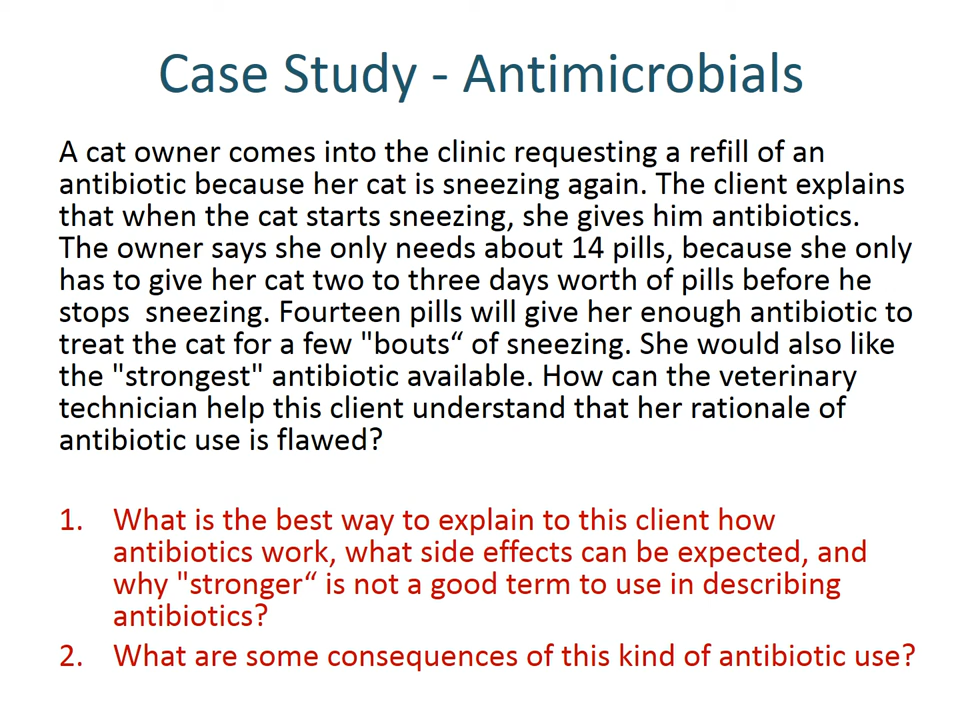 Case Study - Antimicrobials
A cat owner comes into the clinic requesting a refill of an
antibiotic because her cat is sneezing again. The client explains
that when the cat starts sneezing, she gives him antibiotics.
The owner says she only needs about 14 pills, because she only
has to give her cat two to three days worth of pills before he
stops  sneezing. Fourteen pills will give her enough antibiotic to
treat the cat for a few "bouts“ of sneezing. She would also like
the "strongest" antibiotic available. How can the veterinary
technician help this client understand that her rationale of
antibiotic use is flawed?
1. What is the best way to explain to this client how
antibiotics work, what side effects can be expected, and
why "stronger“ is not a good term to use in describing
antibiotics?
2. What are some consequences of this kind of antibiotic use?